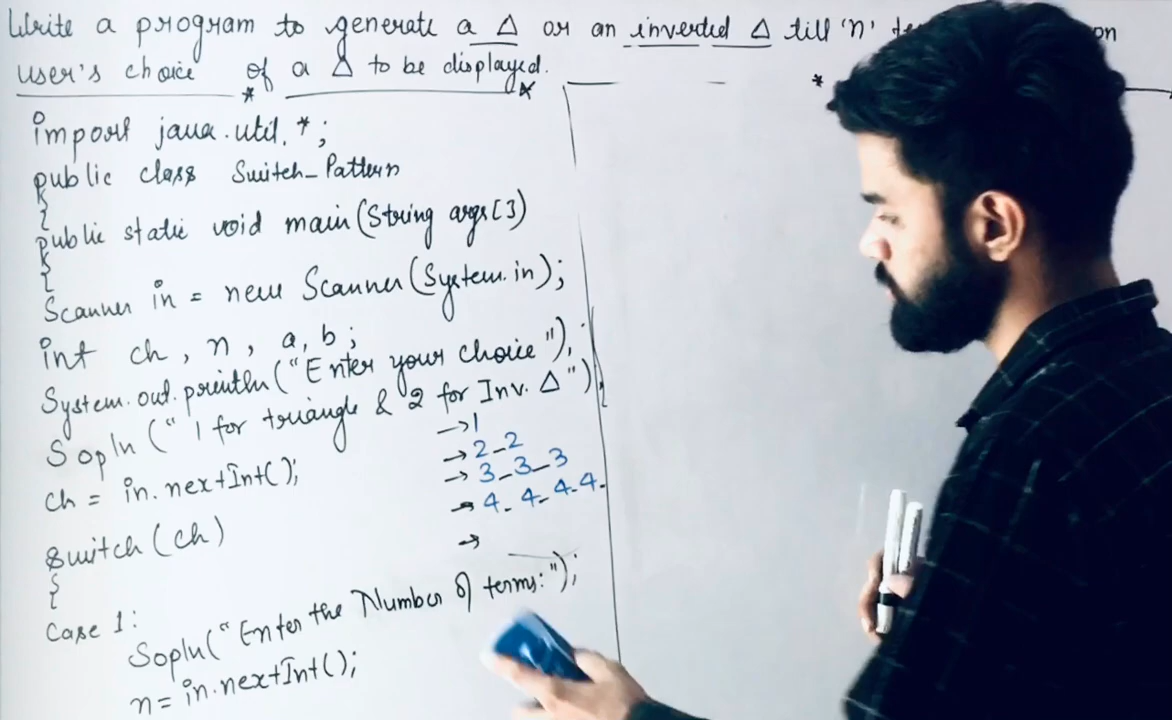 Write a program to generate a Δ or an inverted Δ till 'n' te on
user's choice of a Δ to be displayed.
* * *
import java.util.*;
public class Switch_Pattern
{
public static void main(String args[])
{
Scanner in = new Scanner(System.in);
int ch, n, a, b;
System.out.println("Enter your choice");
Sopln("1 for triangle & 2 for Inv. Δ");
ch = in.nextInt();
switch(ch)
{
Case 1:
Sopln("Enter the Number of terms:");
n= in.nextInt();
→1
→2-2
→3-3-3
→4-4-4-4-
→